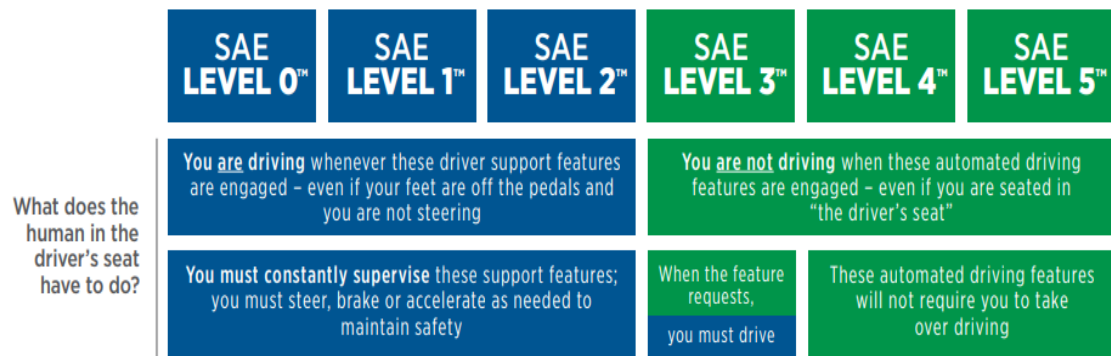 SAE
LEVEL 0™
SAE
LEVEL 1™
SAE
LEVEL 2™
SAE
LEVEL 3™
SAE
LEVEL 4™
SAE
LEVEL 5™
What does the
human in the
driver's seat
have to do?
You are driving whenever these driver support features
are engaged – even if your feet are off the pedals and
you are not steering
You are not driving when these automated driving
features are engaged – even if you are seated in
“the driver's seat”
You must constantly supervise these support features;
you must steer, brake or accelerate as needed to
maintain safety
When the feature
requests,
you must drive
These automated driving features
will not require you to take
over driving